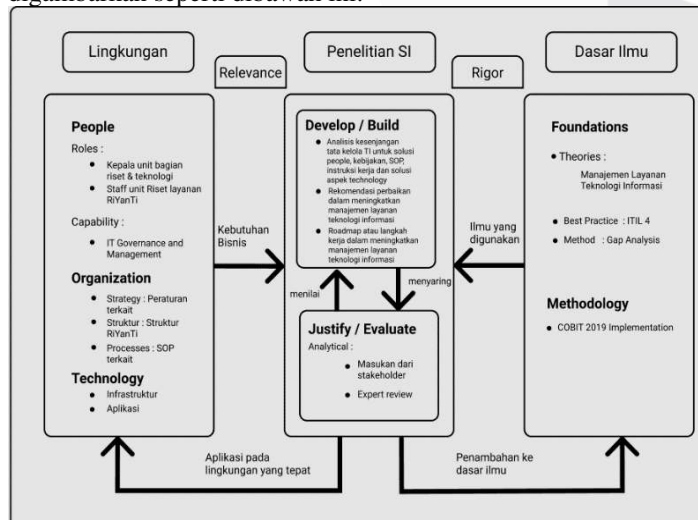 digambarkan seperti dibawah ini:
Lingkungan
Relevance
Penelitian SI
Rigor
Dasar Ilmu
People
Roles :
• Kepala unit bagian
riset & teknologi
• Staff unit Riset layanan
RiYanTi
Capability :
• IT Governance and
Management
Organization
• Strategy : Peraturan
terkait
• Struktur : Struktur
RiYanTi
• Processes : SOP
terkait
Technology
• Infrastruktur
• Aplikasi
Kebutuhan
Bisnis
Develop / Build
• Analisis kesenjangan
tata kelola TI untuk solusi
people, kebijakan, SOP,
instruksi kerja dan solusi
aspek technology
• Rekomendasi perbaikan
dalam meningkatkan
manajemen layanan
teknologi informasi
• Roadmap atau langkah
kerja dalam meningkatkan
manajemen layanan
teknologi informasi
menilai
menyaring
Justify / Evaluate
Analytical :
• Masukan dari
stakeholder
• Expert review
Ilmu yang
digunakan
Foundations
• Theories :
Manajemen Layanan
Teknologi Informasi
• Best Practice : ITIL 4
• Method : Gap Analysis
Methodology
• COBIT 2019 Implementation
Aplikasi pada
lingkungan yang tepat
Penambahan ke
dasar ilmu